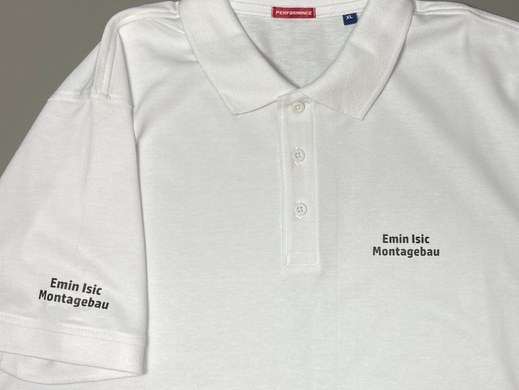 PERFORMANCE
XL
Emin Isic
Montagebau
Emin Isic
Montagebau